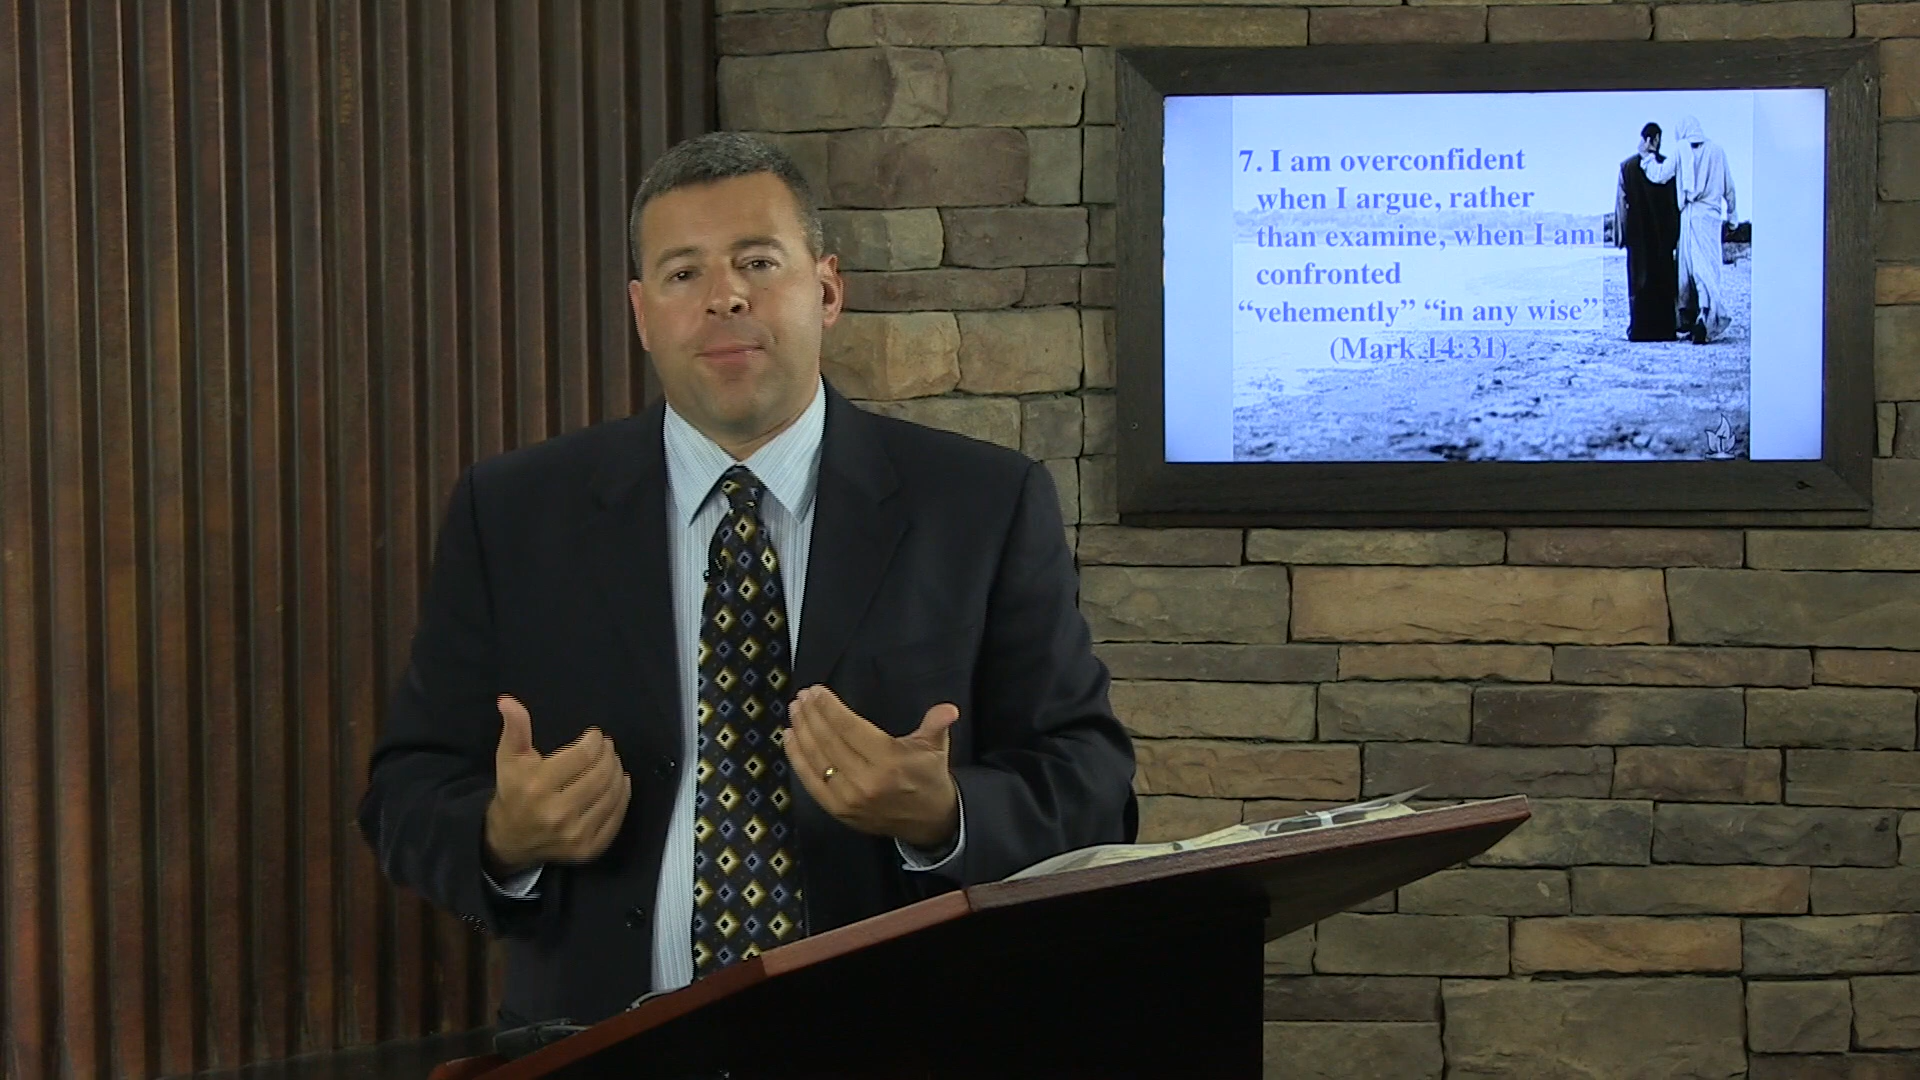 7. I am overconfident
when I argue, rather
than examine, when I am
confronted
“vehemently” “in any wise”
(Mark 14:31)